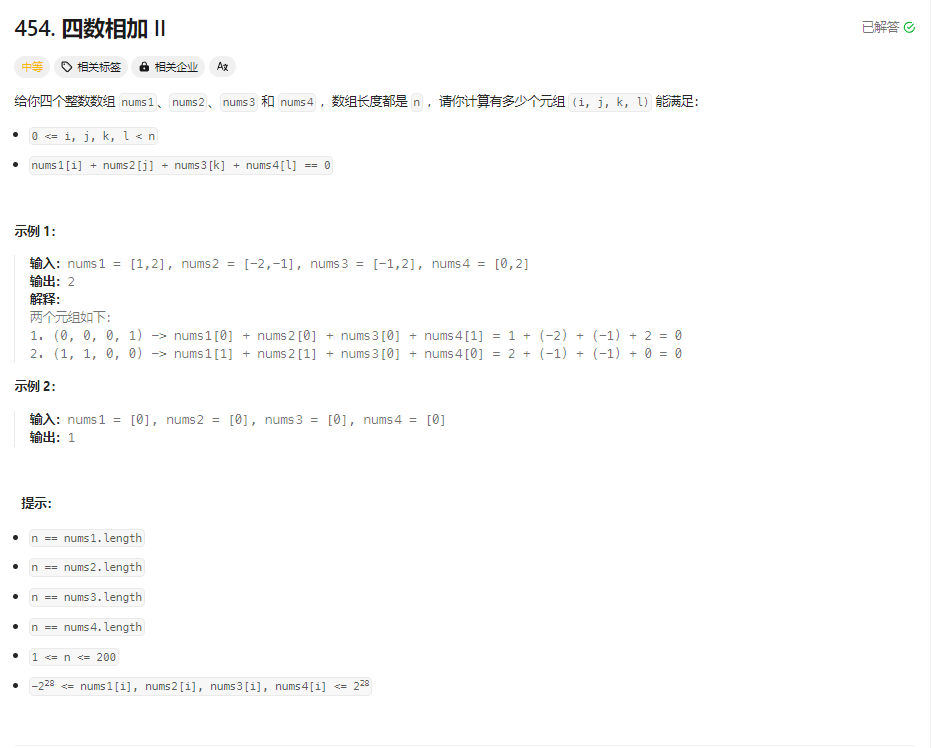 454. 四数相加 II
已解答
中等 相关标签 相关企业 Aあ
给你四个整数数组 nums1、nums2、nums3 和 nums4 ，数组长度都是 n ，请你计算有多少个元组 (i, j, k, l) 能满足：
0 <= i, j, k, l < n
nums1[i] + nums2[j] + nums3[k] + nums4[l] == 0
示例 1：
输入：nums1 = [1,2], nums2 = [-2,-1], nums3 = [-1,2], nums4 = [0,2]
输出：2
解释：
两个元组如下：
1. (0, 0, 0, 1) -> nums1[0] + nums2[0] + nums3[0] + nums4[1] = 1 + (-2) + (-1) + 2 = 0
2. (1, 1, 0, 0) -> nums1[1] + nums2[1] + nums3[0] + nums4[0] = 2 + (-1) + (-1) + 0 = 0
示例 2：
输入：nums1 = [0], nums2 = [0], nums3 = [0], nums4 = [0]
输出：1
提示：
n == nums1.length
n == nums2.length
n == nums3.length
n == nums4.length
1 <= n <= 200
-2²⁸ <= nums1[i], nums2[i], nums3[i], nums4[i] <= 2²⁸